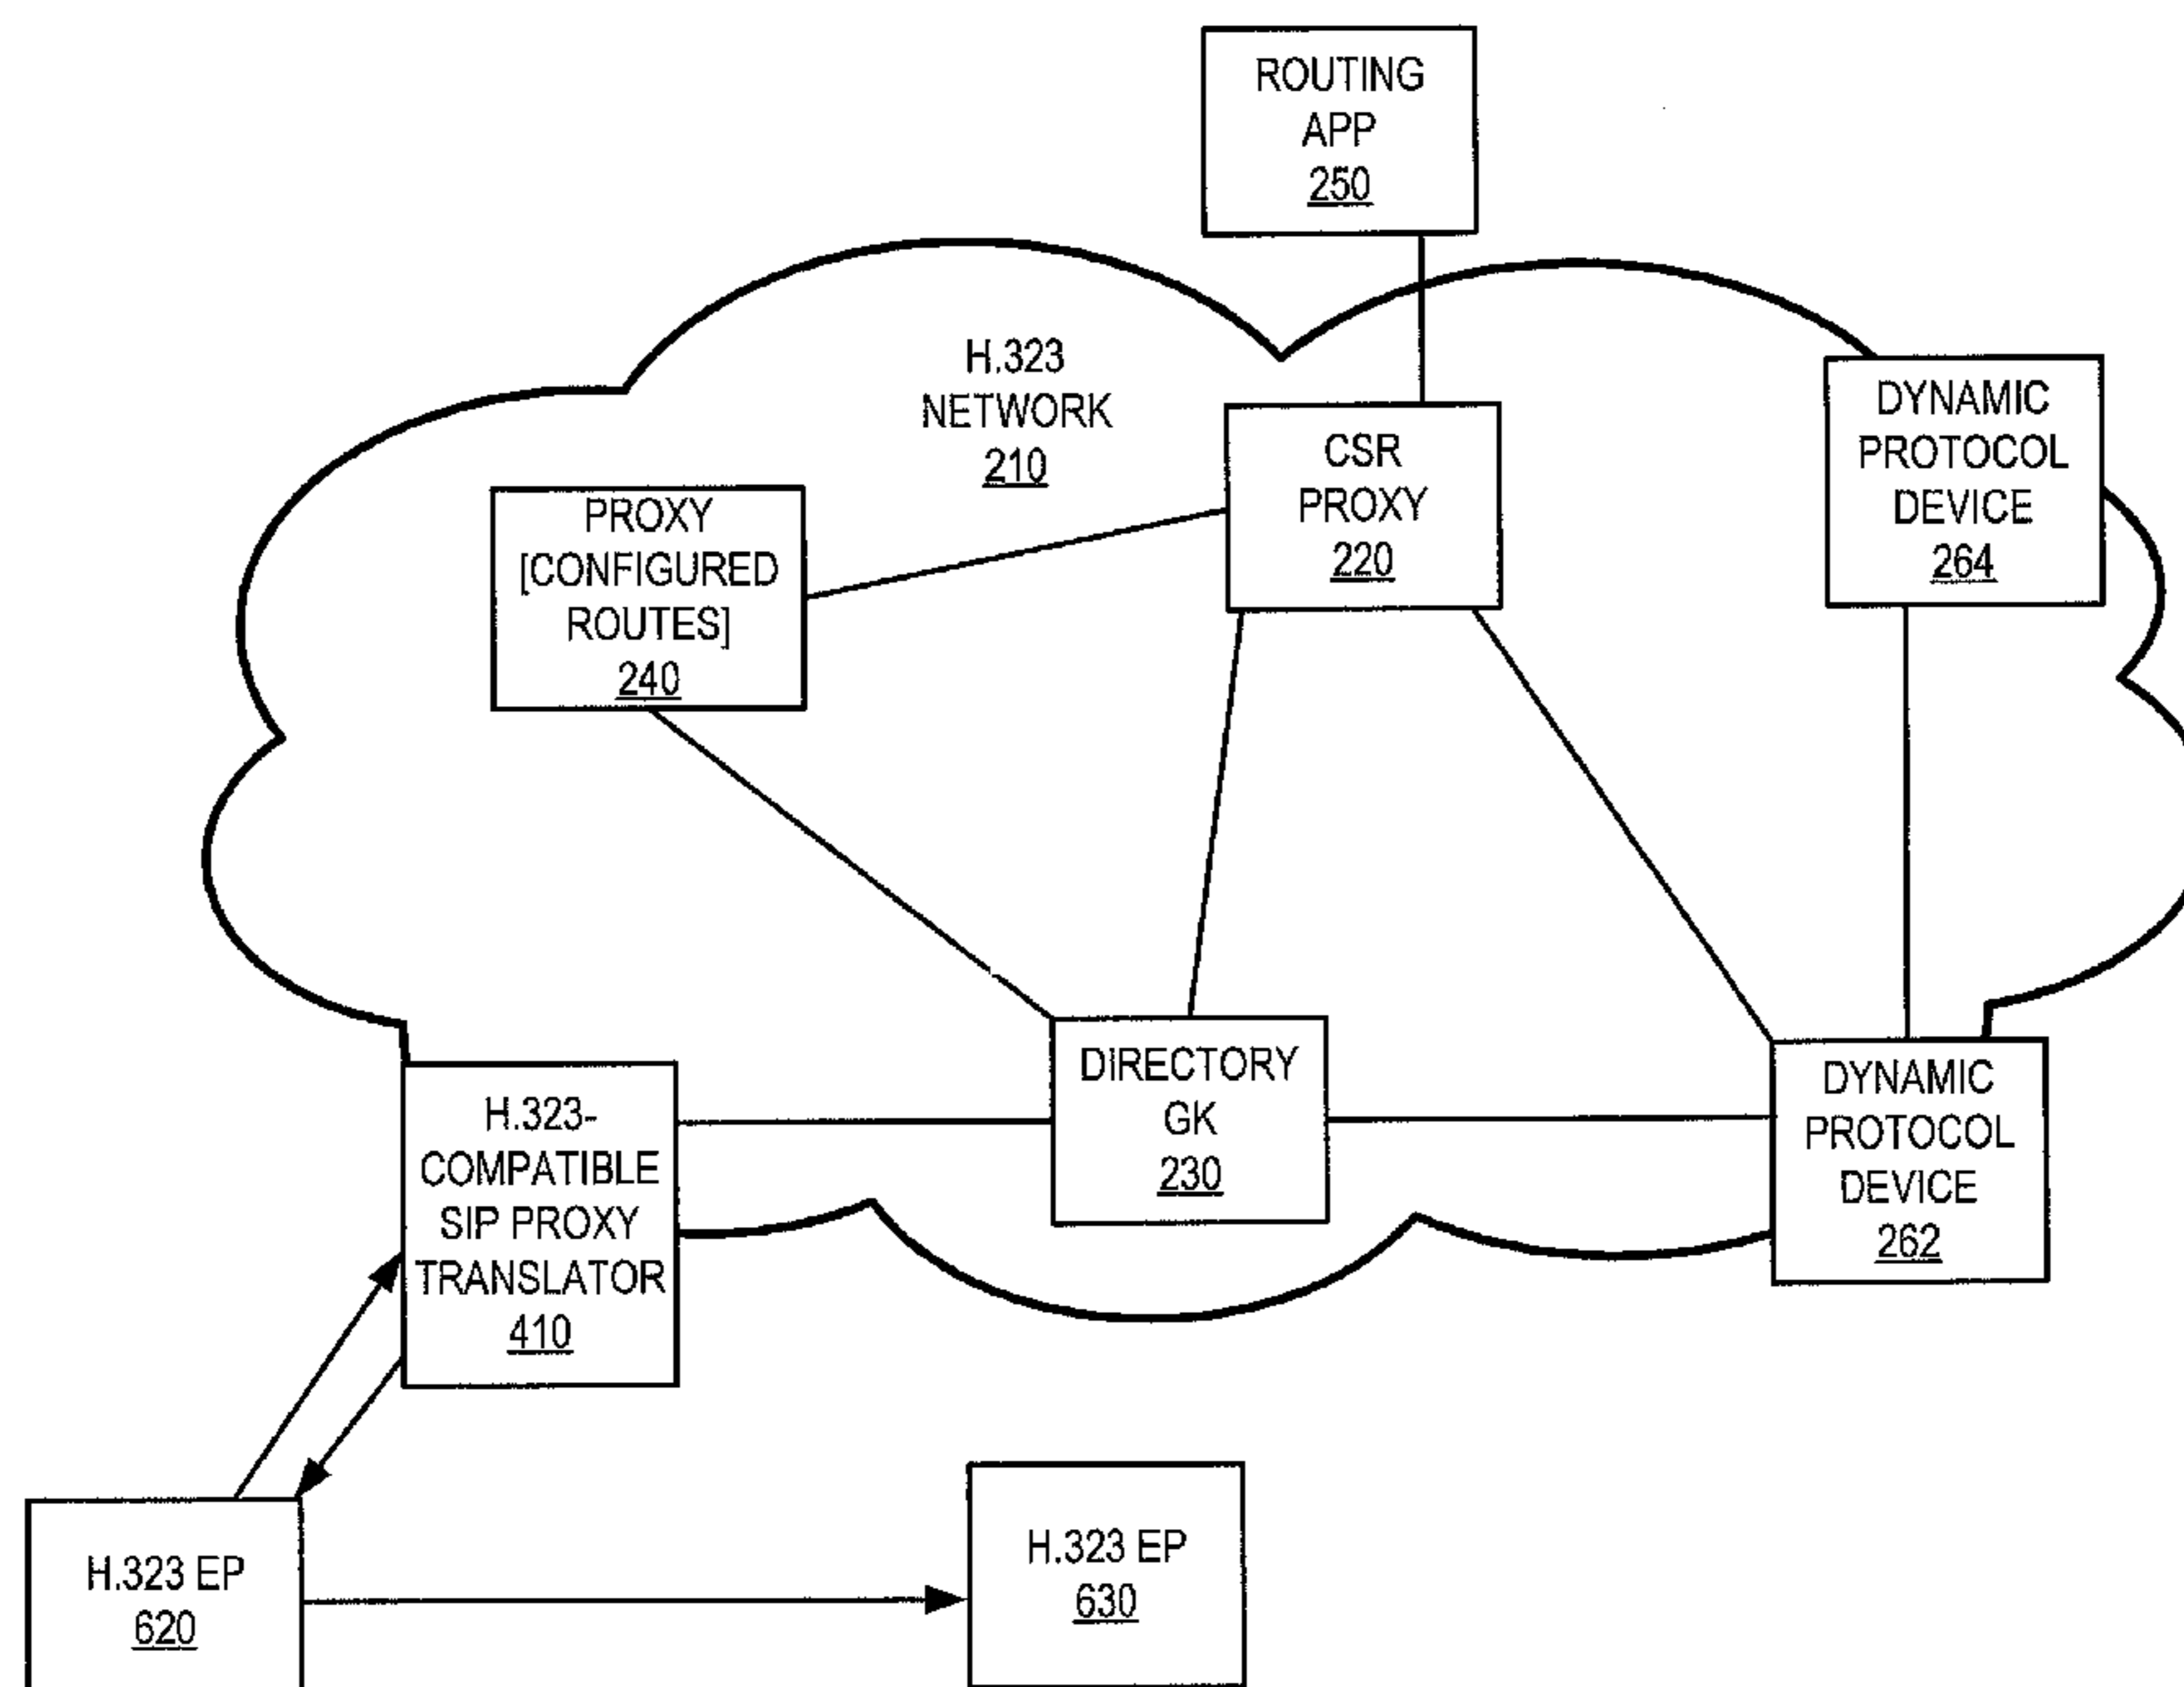 ROUTING
APP
250
H.323
NETWORK
210
CSR
PROXY
220
DYNAMIC
PROTOCOL
DEVICE
264
PROXY
[CONFIGURED
ROUTES]
240
H.323-
COMPATIBLE
SIP PROXY
TRANSLATOR
410
DIRECTORY
GK
230
DYNAMIC
PROTOCOL
DEVICE
262
H.323 EP
620
H.323 EP
630